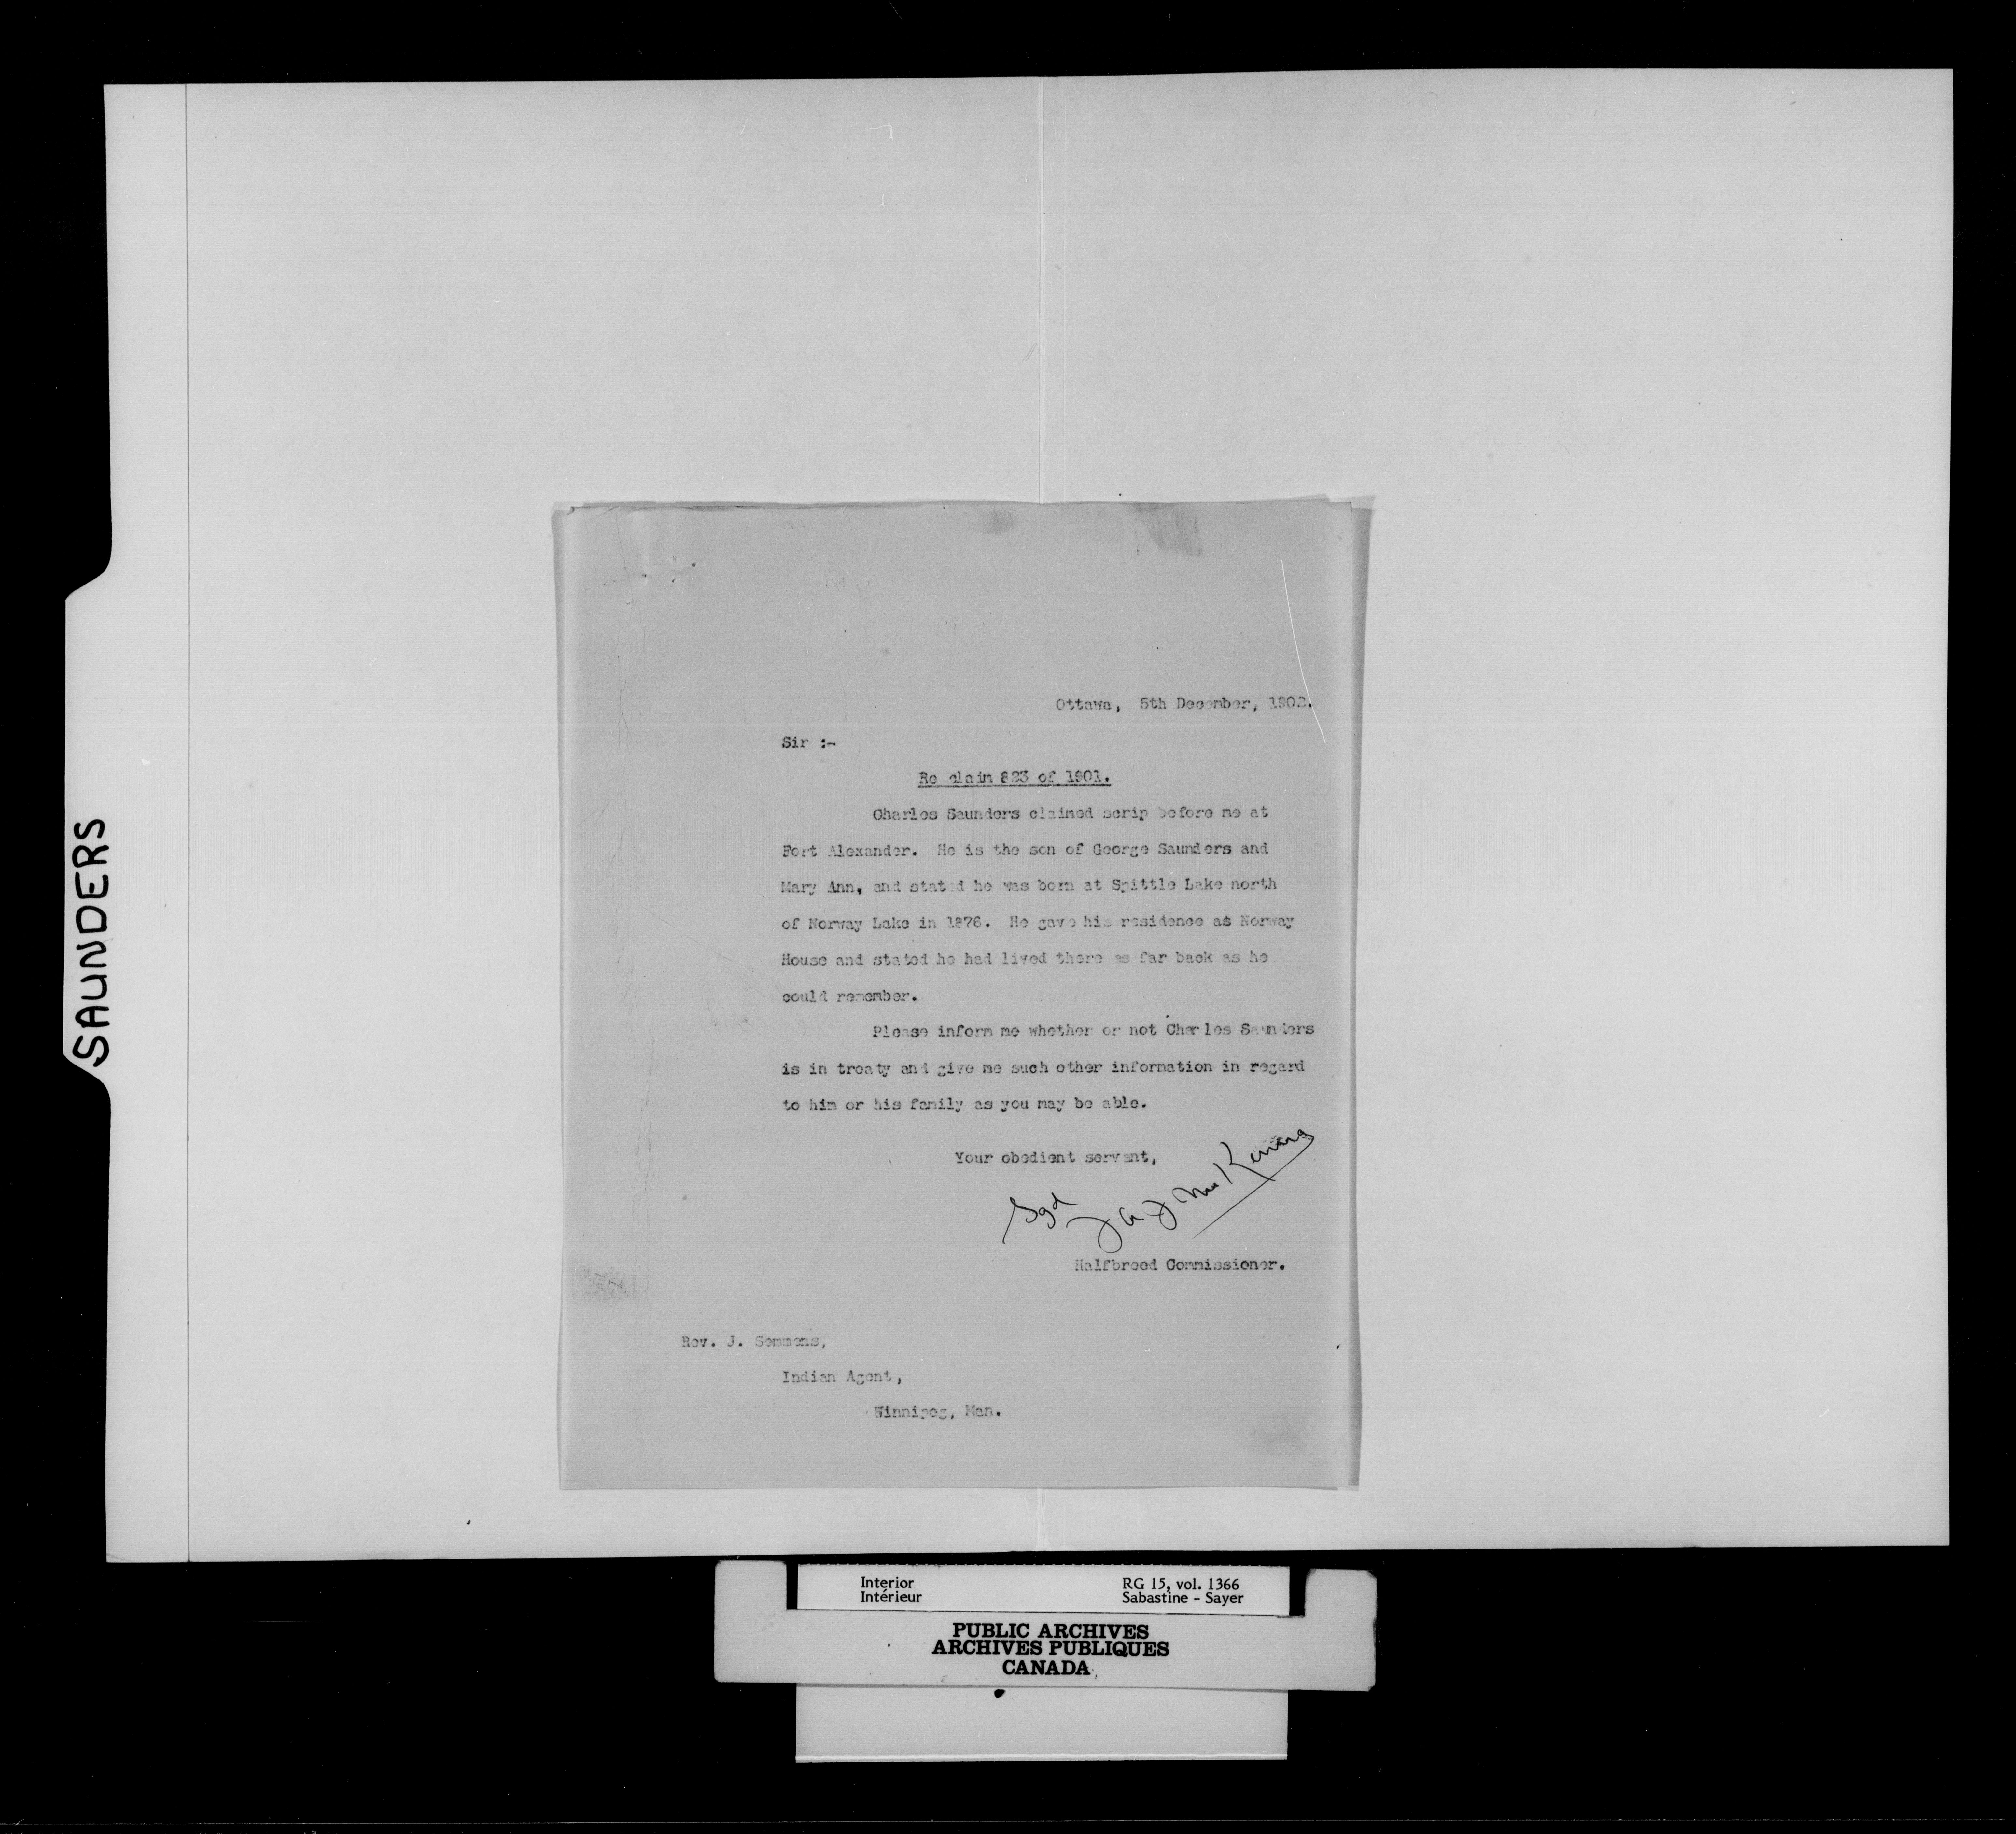 SAUNDERS
Ottawa, 5th December, 1902.
Sir :-
Re claim 823 of 1901.
Charles Saunders claimed scrip before me at
Fort Alexander. He is the son of George Saunders and
Mary Ann, and stated he was born at Spittle Lake north
of Norway Lake in 1876. He gave his residence as Norway
House and stated he had lived there as far back as he
could remember.
Please inform me whether or not Charles Saunders
is in treaty and give me such other information in regard
to him or his family as you may be able.
Your obedient servant,
Sgd J A J McKenna
Halfbreed Commissioner.
Rev. J. Semmens,
Indian Agent,
Winnipeg, Man.
Interior
Intérieur
RG 15, vol. 1366
Sabastine - Sayer
PUBLIC ARCHIVES
ARCHIVES PUBLIQUES
CANADA